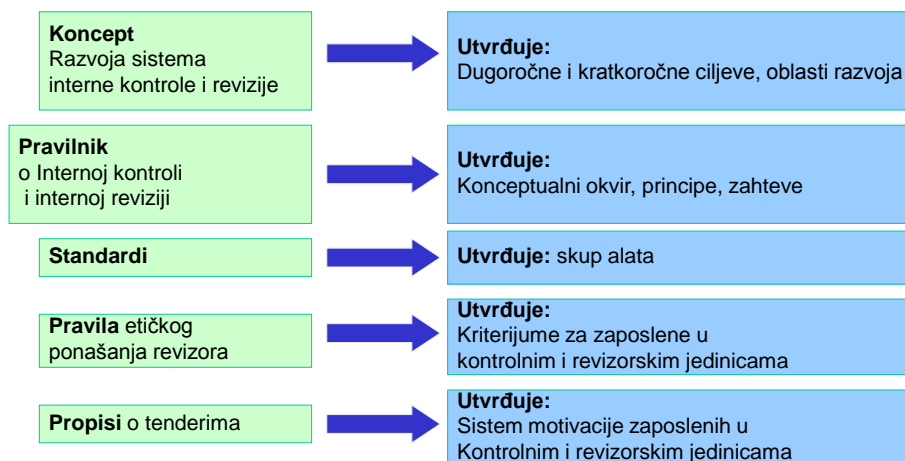 Koncept
Razvoja sistema
interne kontrole i revizije
Utvrđuje:
Dugoročne i kratkoročne ciljeve, oblasti razvoja
Pravilnik
o Internoj kontroli
i internoj reviziji
Utvrđuje:
Konceptualni okvir, principe, zahteve
Standardi
Utvrđuje: skup alata
Pravila etičkog
ponašanja revizora
Utvrđuje:
Kriterijume za zaposlene u
kontrolnim i revizorskim jedinicama
Propisi o tenderima
Utvrđuje:
Sistem motivacije zaposlenih u
Kontrolnim i revizorskim jedinicama